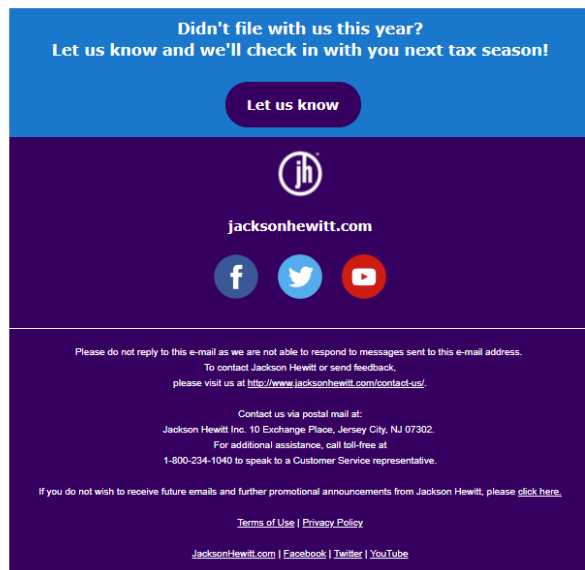 Didn't file with us this year?
Let us know and we'll check in with you next tax season!
Let us know
jh
jacksonhewitt.com
Please do not reply to this e-mail as we are not able to respond to messages sent to this e-mail address.
To contact Jackson Hewitt or send feedback,
please visit us at http://www.jacksonhewitt.com/contact-us/.
Contact us via postal mail at:
Jackson Hewitt Inc. 10 Exchange Place, Jersey City, NJ 07302.
For additional assistance, call toll-free at
1-800-234-1040 to speak to a Customer Service representative.
If you do not wish to receive future emails and further promotional announcements from Jackson Hewitt, please click here.
Terms of Use | Privacy Policy
JacksonHewitt.com | Facebook | Twitter | YouTube